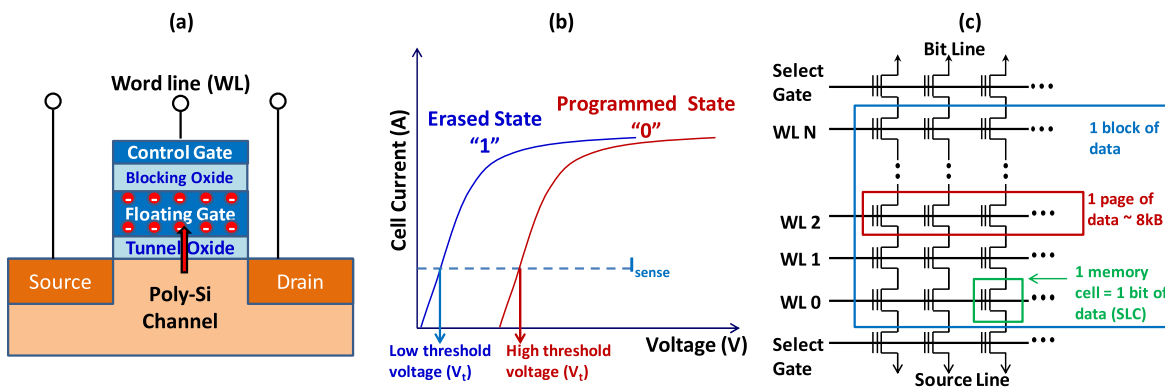 (a)
Word line (WL)
Control Gate
Blocking Oxide
Floating Gate
Tunnel Oxide
Source
Drain
Poly-Si
Channel
(b)
Cell Current (A)
Erased State
“1”
Programmed State
“0”
Isense
Low threshold
voltage (Vt)
High threshold
voltage (Vt)
Voltage (V)
(c)
Bit Line
Select
Gate
WL N
1 block of
data
WL 2
1 page of
data ~ 8kB
WL 1
1 memory
cell = 1 bit of
data (SLC)
WL 0
Select
Gate
Source Line